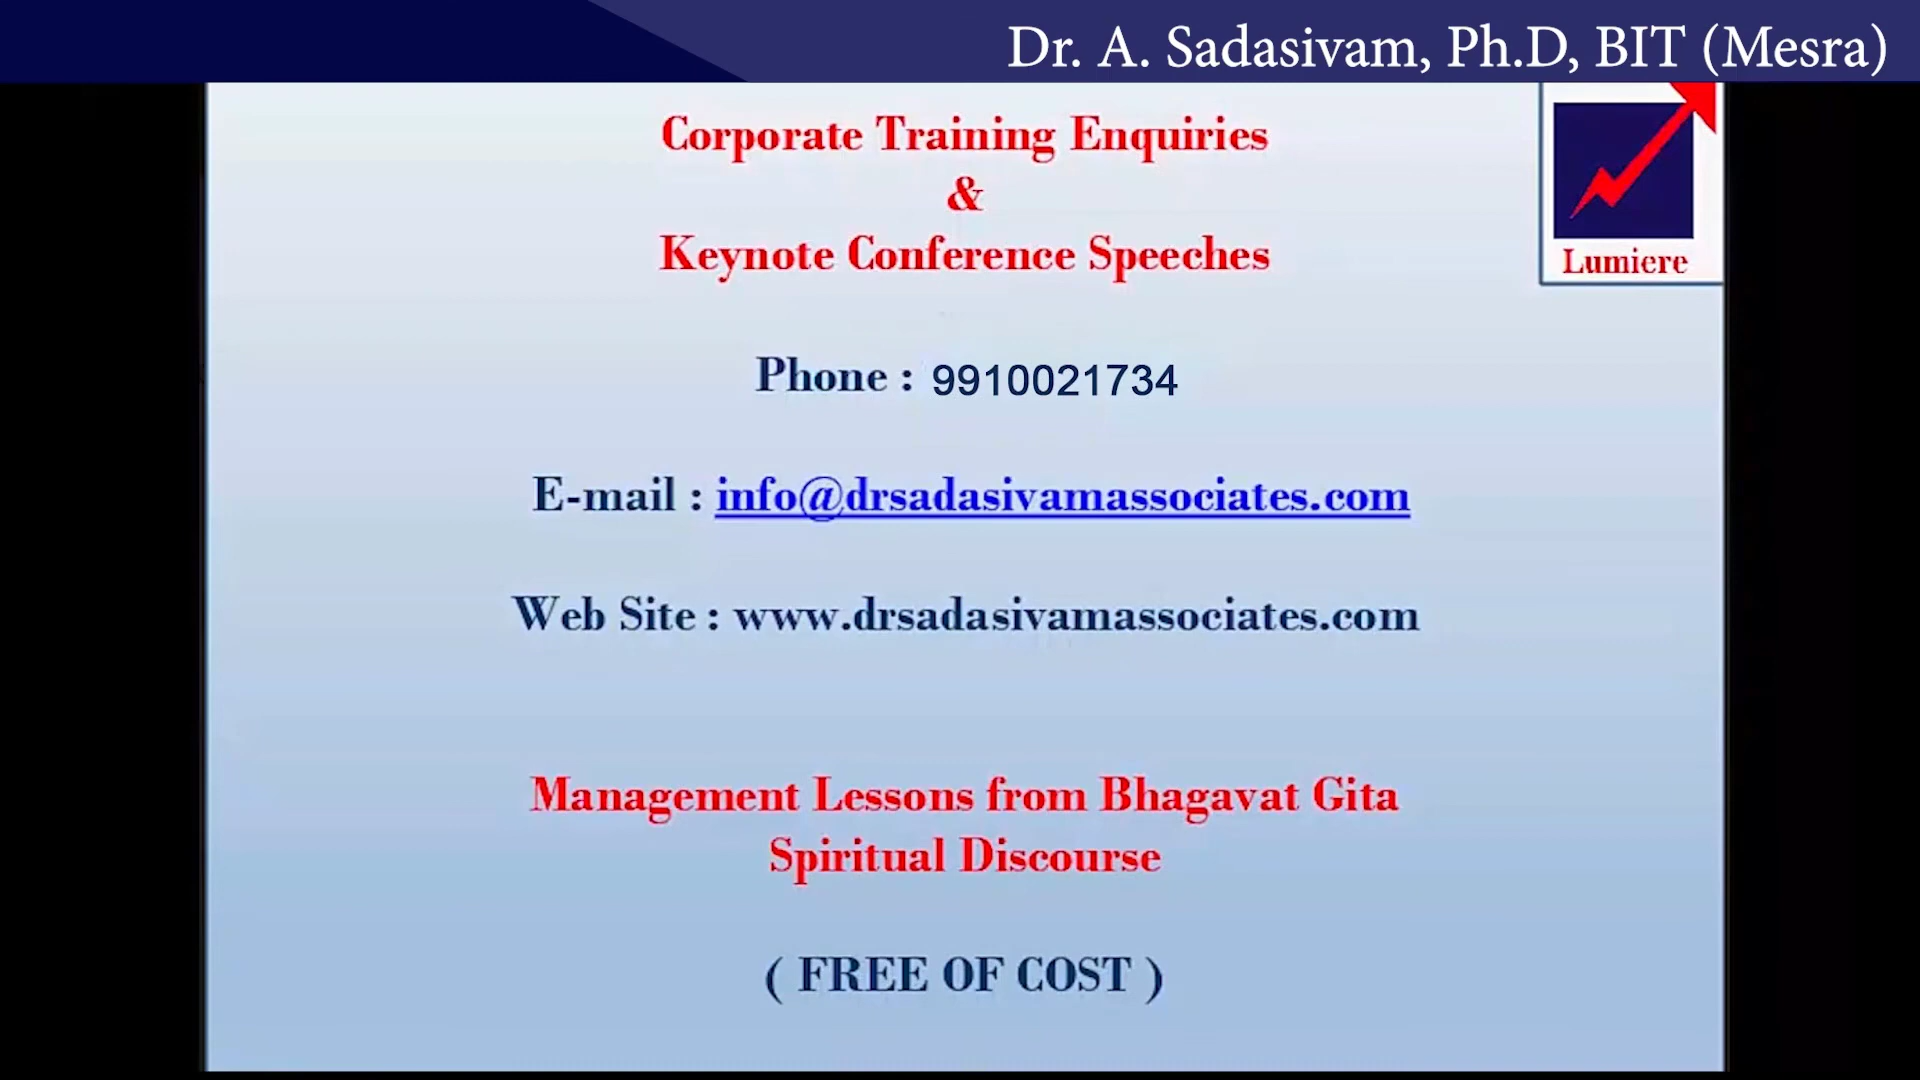 Dr. A. Sadasivam, Ph.D, BIT (Mesra)
Corporate Training Enquiries
&
Keynote Conference Speeches
Lumiere
Phone : 9910021734
E-mail : info@drsadasivamassociates.com
Web Site : www.drsadasivamassociates.com
Management Lessons from Bhagavat Gita
Spiritual Discourse
( FREE OF COST )